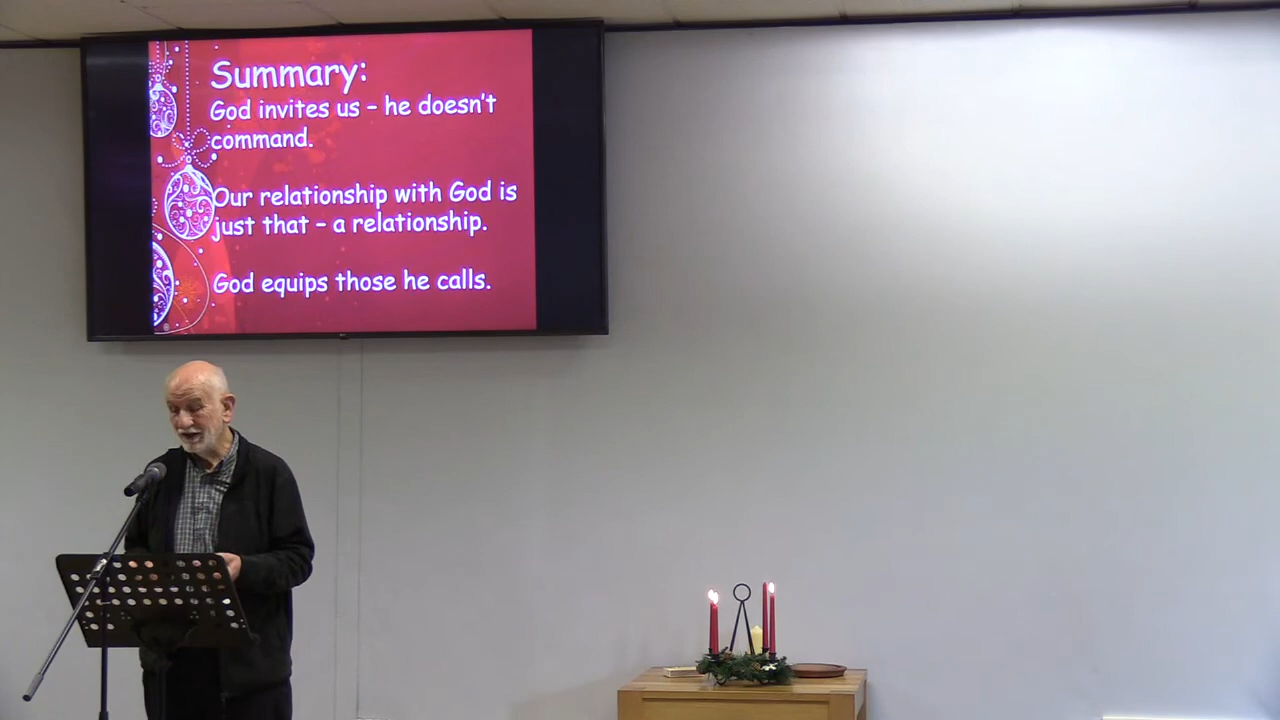 Summary:
God invites us – he doesn't
command.
Our relationship with God is
just that – a relationship.
God equips those he calls.